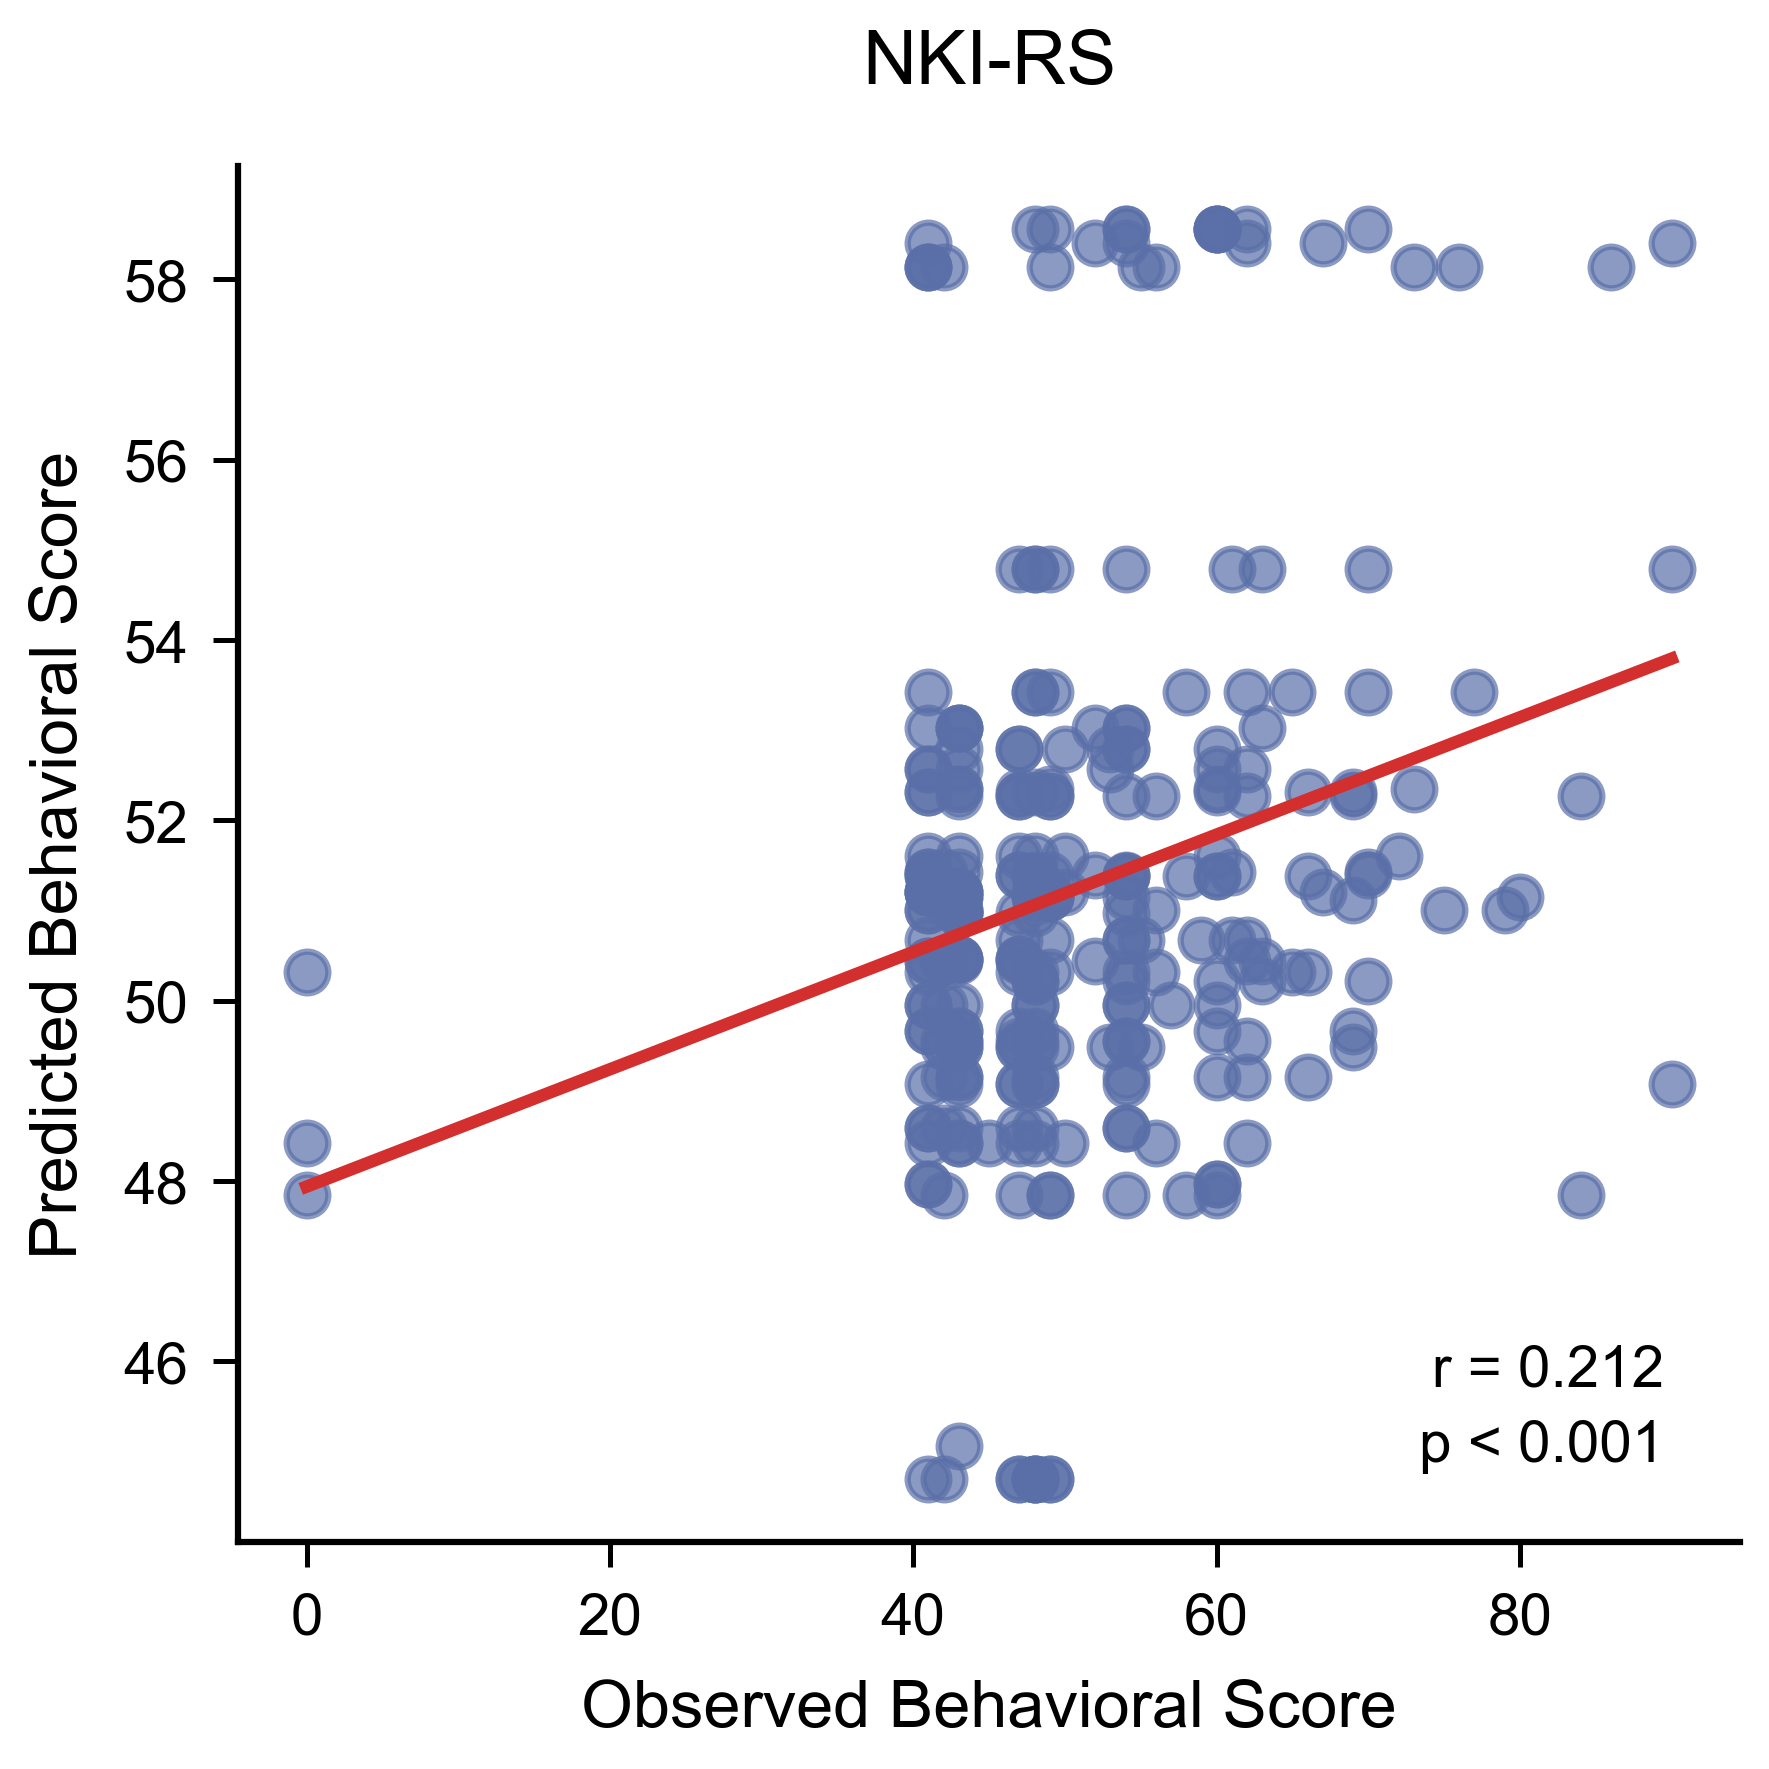 NKI-RS
Predicted Behavioral Score
58
56
54
52
50
48
46
r = 0.212
p < 0.001
0 20 40 60 80
Observed Behavioral Score